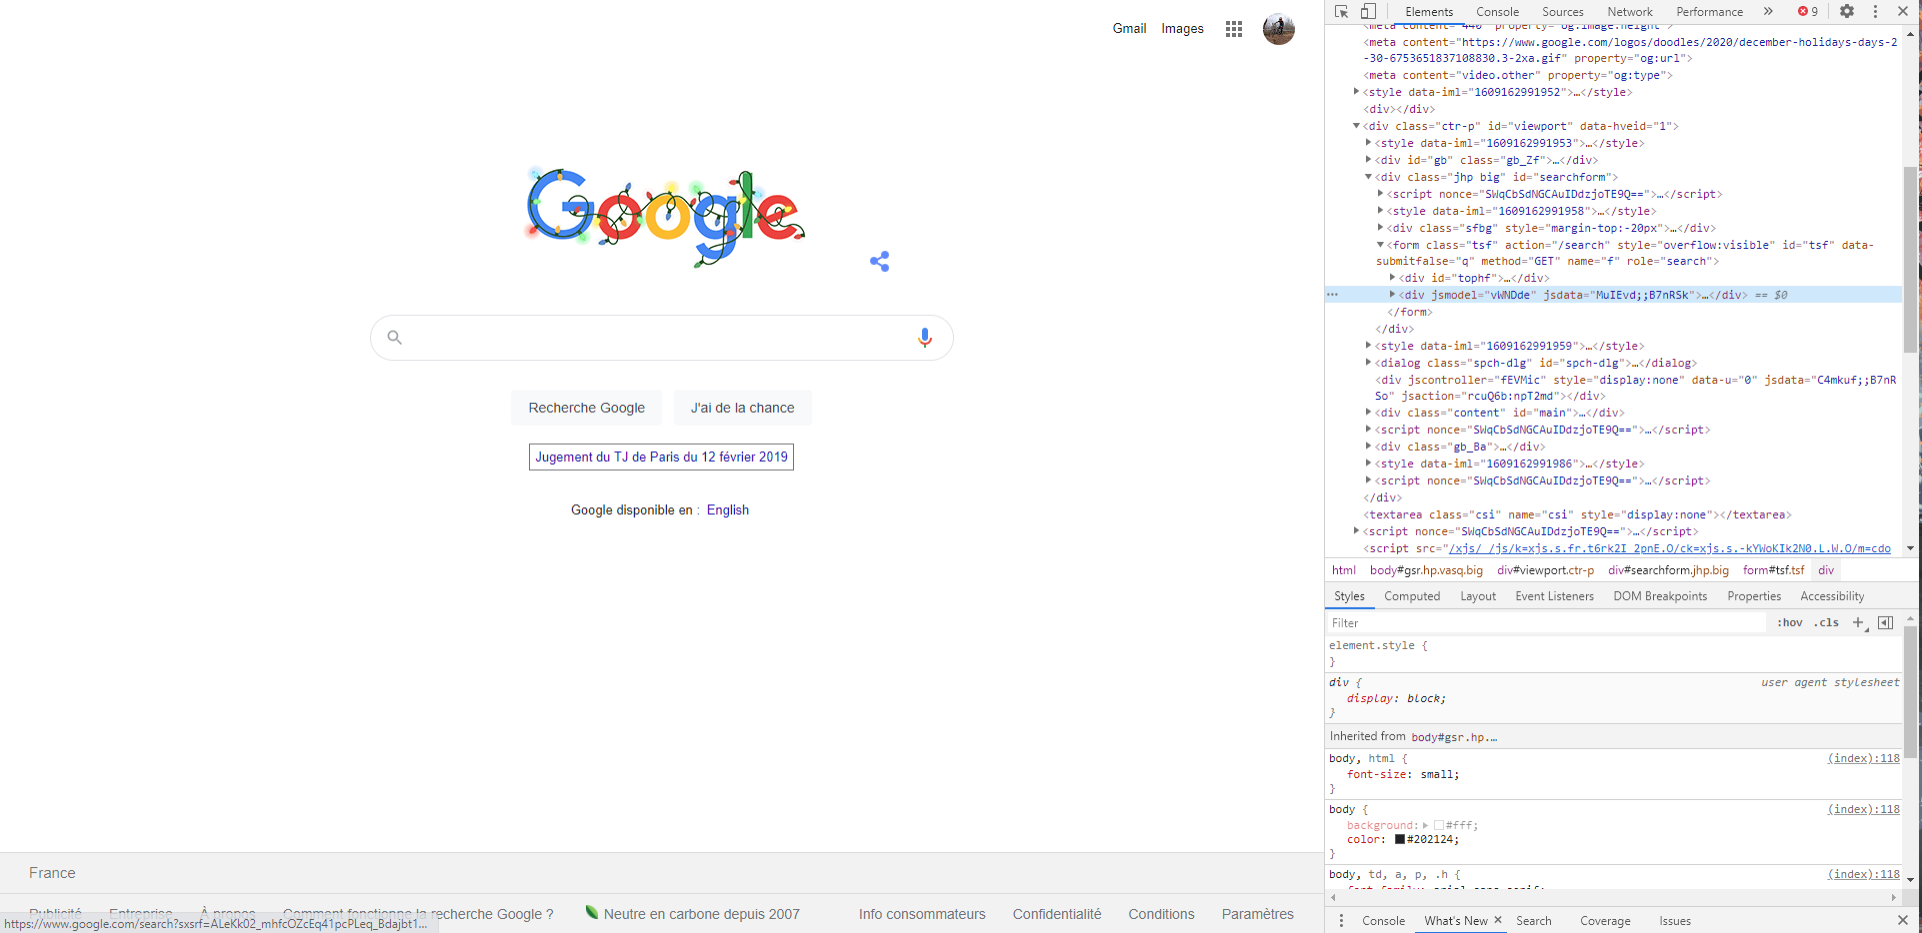 Gmail Images
Google
Recherche Google J'ai de la chance
Jugement du TJ de Paris du 12 février 2019
Google disponible en : English
France
Publicité Entreprise À propos Comment fonctionne la recherche Google ? Neutre en carbone depuis 2007 Info consommateurs Confidentialité Conditions Paramètres
https://www.google.com/search?sxsrf=ALeKk02_mhfcOZcEq41pcPLeq_Bdajbt1...
Elements Console Sources Network Performance » 9
<meta content="440" property="og:image:height">
<meta content="https://www.google.com/logos/doodles/2020/december-holidays-days-2
-30-6753651837108830.3-2xa.gif" property="og:url">
<meta content="video.other" property="og:type">
<style data-iml="1609162991952">…</style>
<div></div>
<div class="ctr-p" id="viewport" data-hveid="1">
<style data-iml="1609162991953">…</style>
<div id="gb" class="gb_Zf">…</div>
<div class="jhp big" id="searchform">
<script nonce="SWqCbSdNGCAuIDdzjoTE9Q==">…</script>
<style data-iml="1609162991958">…</style>
<div class="sfbg" style="margin-top:-20px">…</div>
<form class="tsf" action="/search" style="overflow:visible" id="tsf" data-
submitfalse="q" method="GET" name="f" role="search">
<div id="tophf">…</div>
… <div jsmodel="vWNDde" jsdata="MuIEvd;;B7nRSk">…</div> == $0
</form>
</div>
<style data-iml="1609162991959">…</style>
<dialog class="spch-dlg" id="spch-dlg">…</dialog>
<div jscontroller="fEVMic" style="display:none" data-u="0" jsdata="C4mkuf;;B7nR
So" jsaction="rcuQ6b:npT2md"></div>
<div class="content" id="main">…</div>
<script nonce="SWqCbSdNGCAuIDdzjoTE9Q==">…</script>
<div class="gb_Ba">…</div>
<style data-iml="1609162991986">…</style>
<script nonce="SWqCbSdNGCAuIDdzjoTE9Q==">…</script>
</div>
<textarea class="csi" name="csi" style="display:none"></textarea>
<script nonce="SWqCbSdNGCAuIDdzjoTE9Q==">…</script>
<script src="/xjs/_/js/k=xjs.s.fr.t6rk2I_2pnE.O/ck=xjs.s.-kYWoKIk2N0.L.W.O/m=cdo
html body#gsr.hp.vasq.big div#viewport.ctr-p div#searchform.jhp.big form#tsf.tsf div
Styles Computed Layout Event Listeners DOM Breakpoints Properties Accessibility
Filter :hov .cls +
element.style {
}
div { user agent stylesheet
display: block;
}
Inherited from body#gsr.hp.…
body, html { (index):118
font-size: small;
}
body { (index):118
background: #fff;
color: #202124;
}
body, td, a, p, .h { (index):118
font-family: arial,sans-serif;
Console What's New × Search Coverage Issues